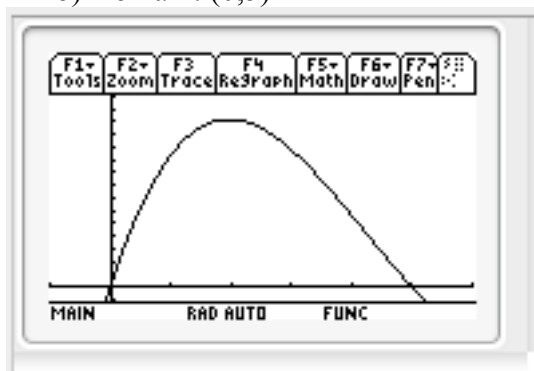 F1 F2 F3 F4 F5 F6 F7
Tools Zoom Trace ReGraph Math Draw Pen
MAIN RAD AUTO FUNC